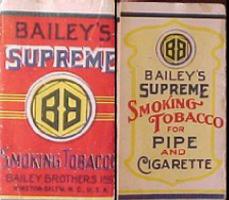 BAILEY'S
SUPREME
BB
SMOKING TOBACCO
BAILEY BROTHERS INC
WINSTON-SALEM, N. C., U. S. A.
BB
BAILEY'S
SUPREME
SMOKING
TOBACCO
FOR
PIPE
AND
CIGARETTE